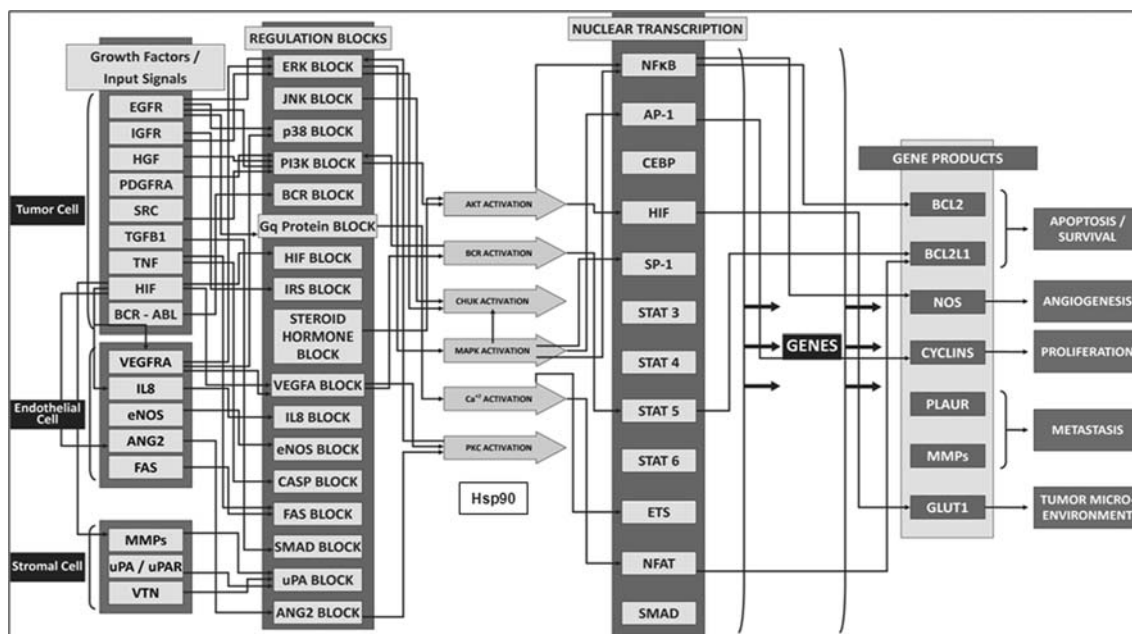 Growth Factors /
Input Signals
EGFR
IGFR
HGF
PDGFRA
SRC
TGFB1
TNF
HIF
BCR - ABL
VEGFRA
IL8
eNOS
ANG2
FAS
MMPs
uPA / uPAR
VTN
Tumor Cell
Endothelial
Cell
Stromal Cell
REGULATION BLOCKS
ERK BLOCK
JNK BLOCK
p38 BLOCK
PI3K BLOCK
BCR BLOCK
Gq Protein BLOCK
HIF BLOCK
IRS BLOCK
STEROID
HORMONE
BLOCK
VEGFA BLOCK
IL8 BLOCK
eNOS BLOCK
CASP BLOCK
FAS BLOCK
SMAD BLOCK
uPA BLOCK
ANG2 BLOCK
AKT ACTIVATION
BCR ACTIVATION
CHUK ACTIVATION
MAPK ACTIVATION
Ca⁺² ACTIVATION
PKC ACTIVATION
Hsp90
NUCLEAR TRANSCRIPTION
NFκB
AP-1
CEBP
HIF
SP-1
STAT 3
STAT 4
STAT 5
STAT 6
ETS
NFAT
SMAD
GENES
GENE PRODUCTS
BCL2
BCL2L1
NOS
CYCLINS
PLAUR
MMPs
GLUT1
APOPTOSIS /
SURVIVAL
ANGIOGENESIS
PROLIFERATION
METASTASIS
TUMOR MICRO-
ENVIRONMENT